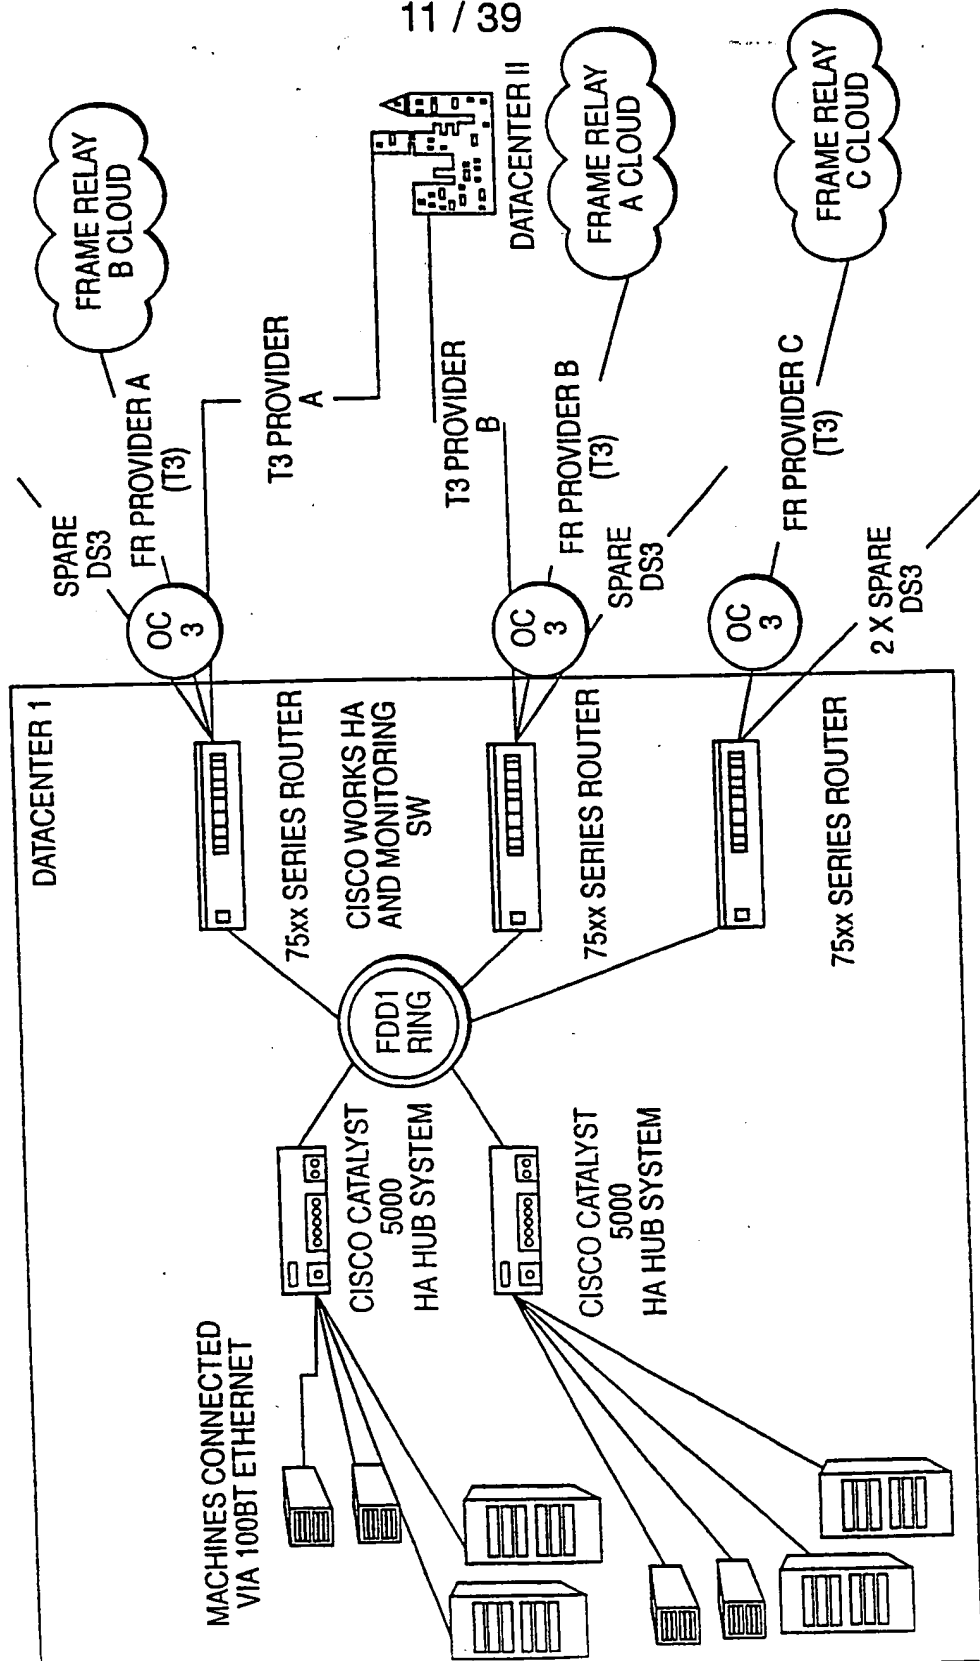 11 / 39
DATACENTER 1
MACHINES CONNECTED
VIA 100BT ETHERNET
CISCO CATALYST
5000
HA HUB SYSTEM
CISCO CATALYST
5000
HA HUB SYSTEM
FDD1
RING
75xx SERIES ROUTER
CISCO WORKS HA
AND MONITORING
SW
75xx SERIES ROUTER
75xx SERIES ROUTER
OC
3
OC
3
OC
3
SPARE
DS3
FR PROVIDER A
(T3)
FRAME RELAY
B CLOUD
T3 PROVIDER
A
T3 PROVIDER
B
DATACENTER II
FR PROVIDER B
(T3)
SPARE
DS3
FRAME RELAY
A CLOUD
FR PROVIDER C
(T3)
2 X SPARE
DS3
FRAME RELAY
C CLOUD